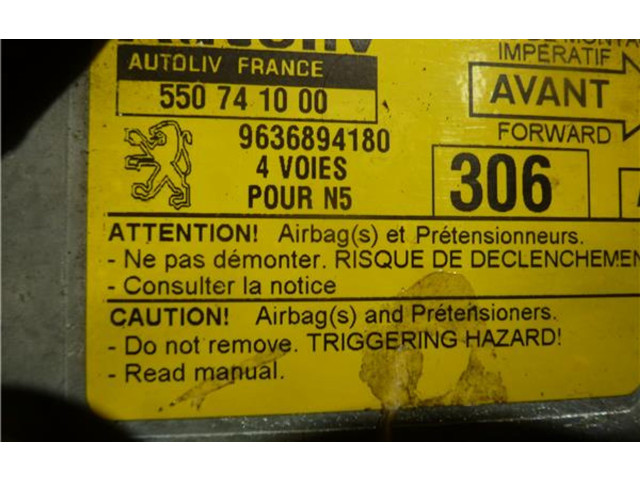 Autoliv
IMPÉRATIF
AUTOLIV FRANCE
550 74 10 00
AVANT
FORWARD
9636894180
4 VOIES
POUR N5
306
ATTENTION! Airbag(s) et Prétensionneurs.
- Ne pas démonter. RISQUE DE DECLENCHEMEN
- Consulter la notice
CAUTION! Airbag(s) and Pretensioners.
- Do not remove. TRIGGERING HAZARD!
- Read manual.